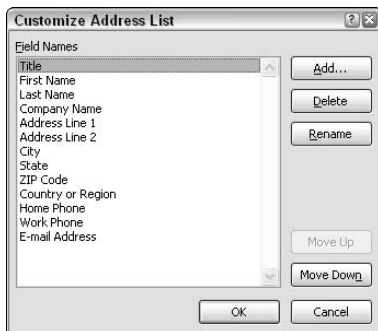 Customize Address List
Field Names
Title
First Name
Last Name
Company Name
Address Line 1
Address Line 2
City
State
ZIP Code
Country or Region
Home Phone
Work Phone
E-mail Address
Add...
Delete
Rename
Move Up
Move Down
OK
Cancel